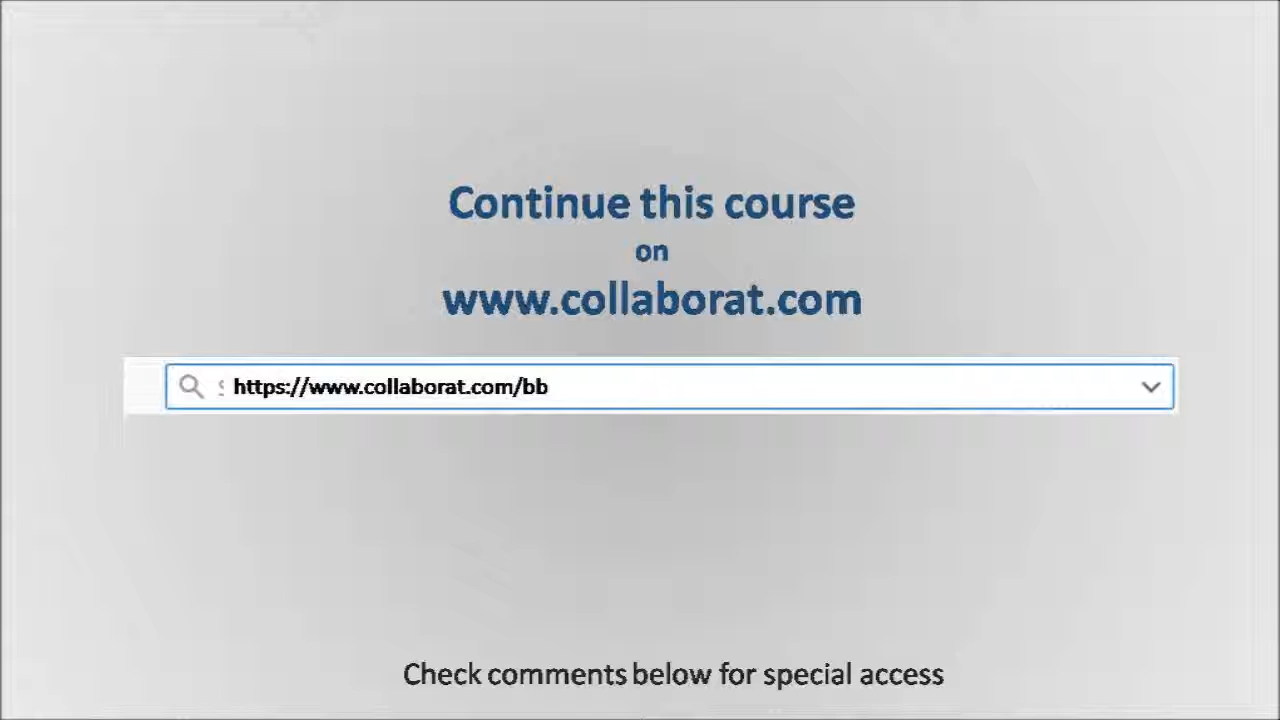 Continue this course
on
www.collaborat.com
https://www.collaborat.com/bb
Check comments below for special access